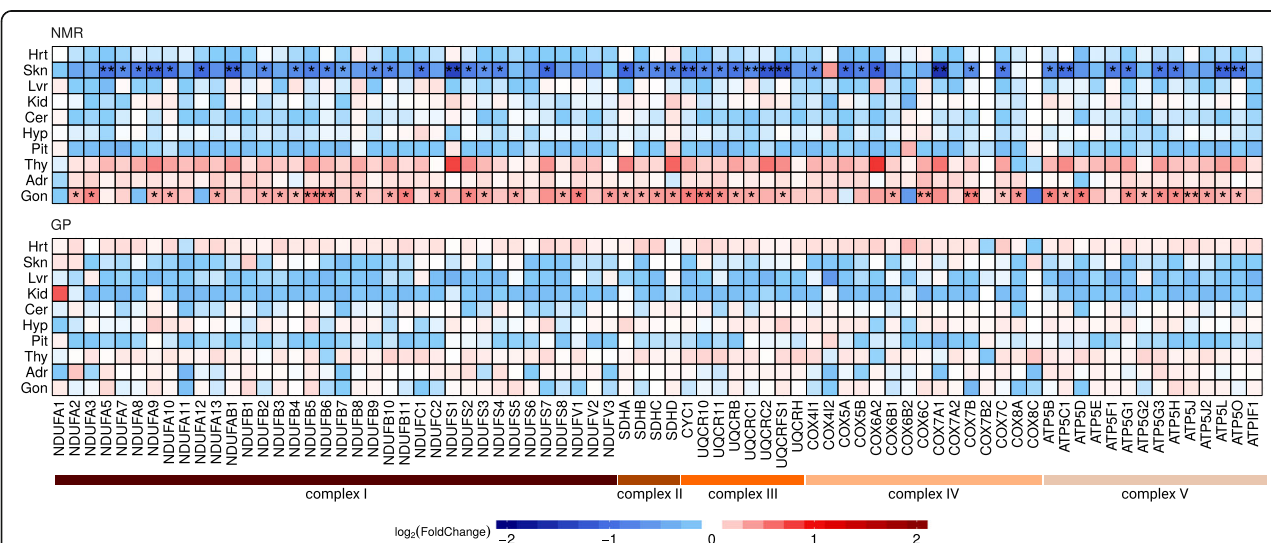 NMR
Hrt
Skn
Lvr
Kid
Cer
Hyp
Pit
Thy
Adr
Gon
GP
Hrt
Skn
Lvr
Kid
Cer
Hyp
Pit
Thy
Adr
Gon
NDUFA1
NDUFA2
NDUFA3
NDUFA5
NDUFA7
NDUFA8
NDUFA9
NDUFA10
NDUFA11
NDUFA12
NDUFA13
NDUFAB1
NDUFB1
NDUFB2
NDUFB3
NDUFB4
NDUFB5
NDUFB6
NDUFB7
NDUFB8
NDUFB9
NDUFB10
NDUFB11
NDUFC1
NDUFC2
NDUFS1
NDUFS2
NDUFS3
NDUFS4
NDUFS5
NDUFS6
NDUFS7
NDUFS8
NDUFV1
NDUFV2
NDUFV3
SDHA
SDHB
SDHC
SDHD
CYC1
UQCR10
UQCR11
UQCRB
UQCRC1
UQCRC2
UQCRFS1
UQCRH
COX4I1
COX4I2
COX5A
COX5B
COX6A2
COX6B1
COX6B2
COX6C
COX7A1
COX7A2
COX7B
COX7B2
COX7C
COX8A
COX8C
ATP5B
ATP5C1
ATP5D
ATP5E
ATP5F1
ATP5G1
ATP5G2
ATP5G3
ATP5H
ATP5J
ATP5J2
ATP5L
ATP5O
ATPIF1
complex I
complex II
complex III
complex IV
complex V
log₂(FoldChange)
−2 −1 0 1 2